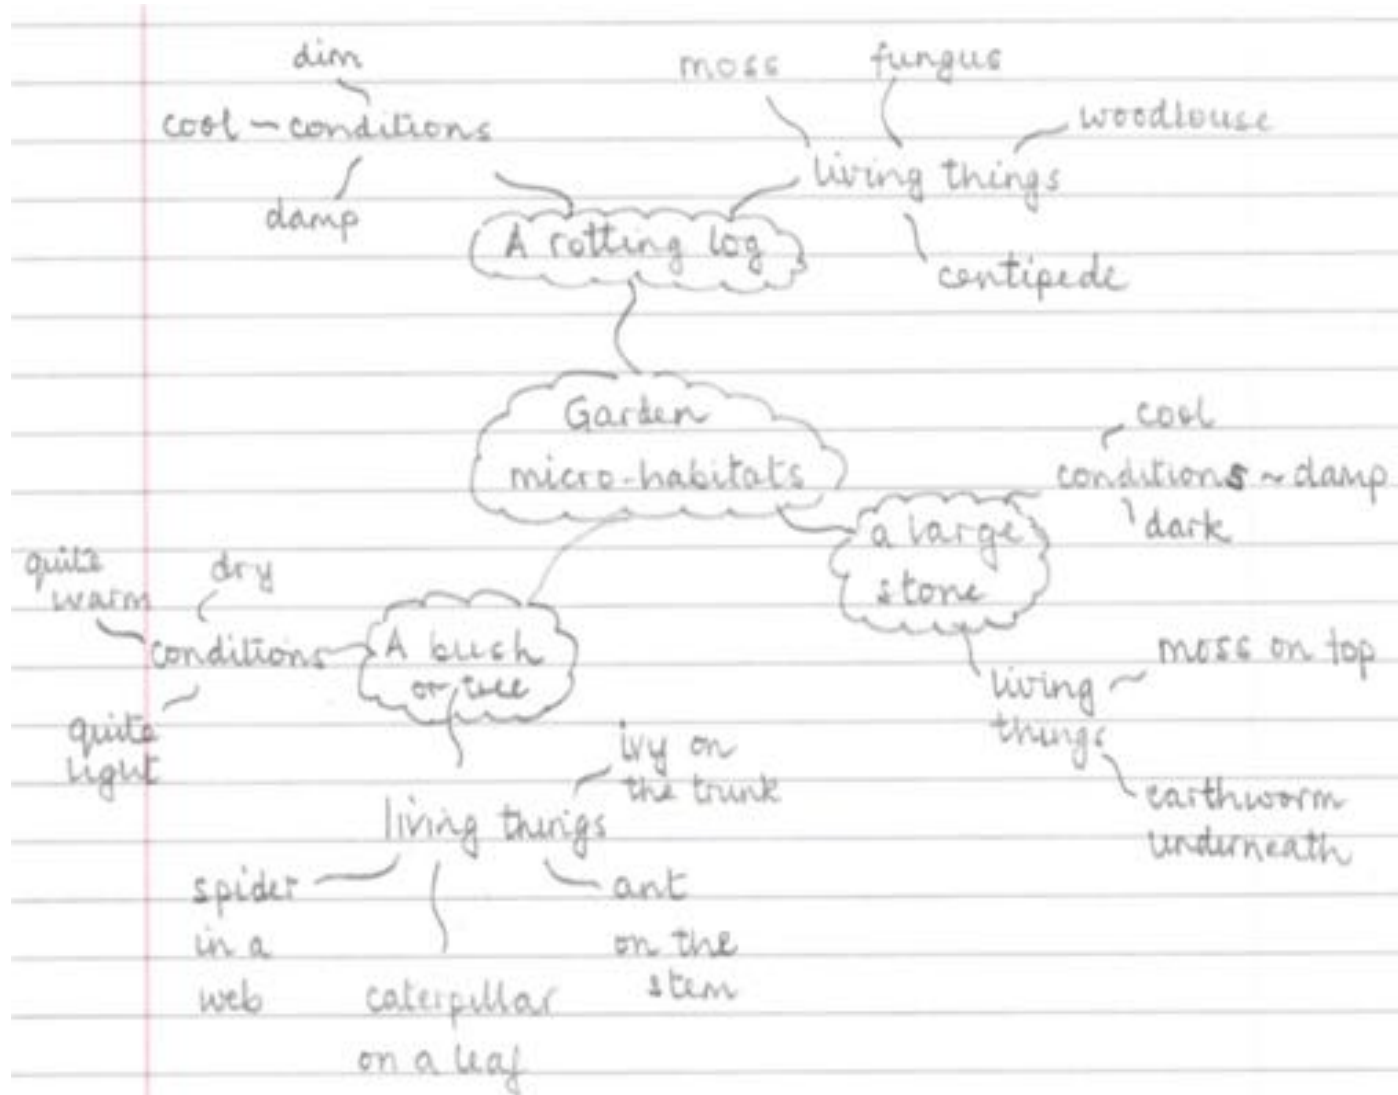 dim
cool – conditions
damp
moss
fungus
woodlouse
living things
centipede
A rotting log
Garden
micro-habitats
cool
conditions ~ damp
dark
a large
stone
moss on top
living
things
earthworm
underneath
quite
warm
dry
conditions
quite
light
A bush
or tree
ivy on
the trunk
living things
spider
in a
web
caterpillar
on a leaf
ant
on the
stem